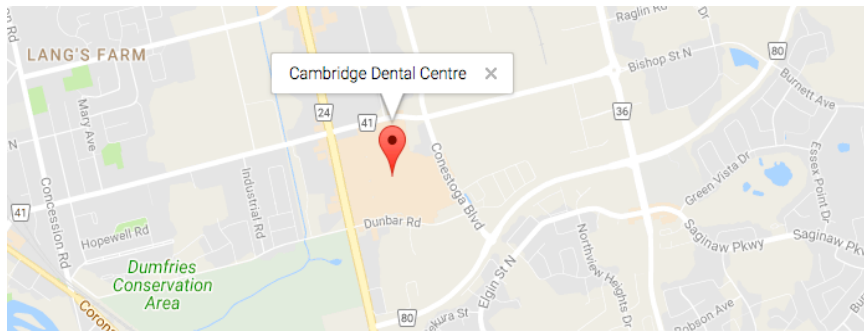 Raglin Rd
Dr
LANG'S FARM
80
Bishop St N
Cambridge Dental Centre ×
Burnett Ave
Mary Ave
24
41
36
N
Conestoga Blvd
Green Vista Dr
Essex Point Dr
Concession Rd
Industrial Rd
41
Dunbar Rd
Hopewell Rd
Saginaw Pkwy
Saginaw Pkwy
Dumfries
Conservation
Area
Northview Heights Dr
Elgin St N
80